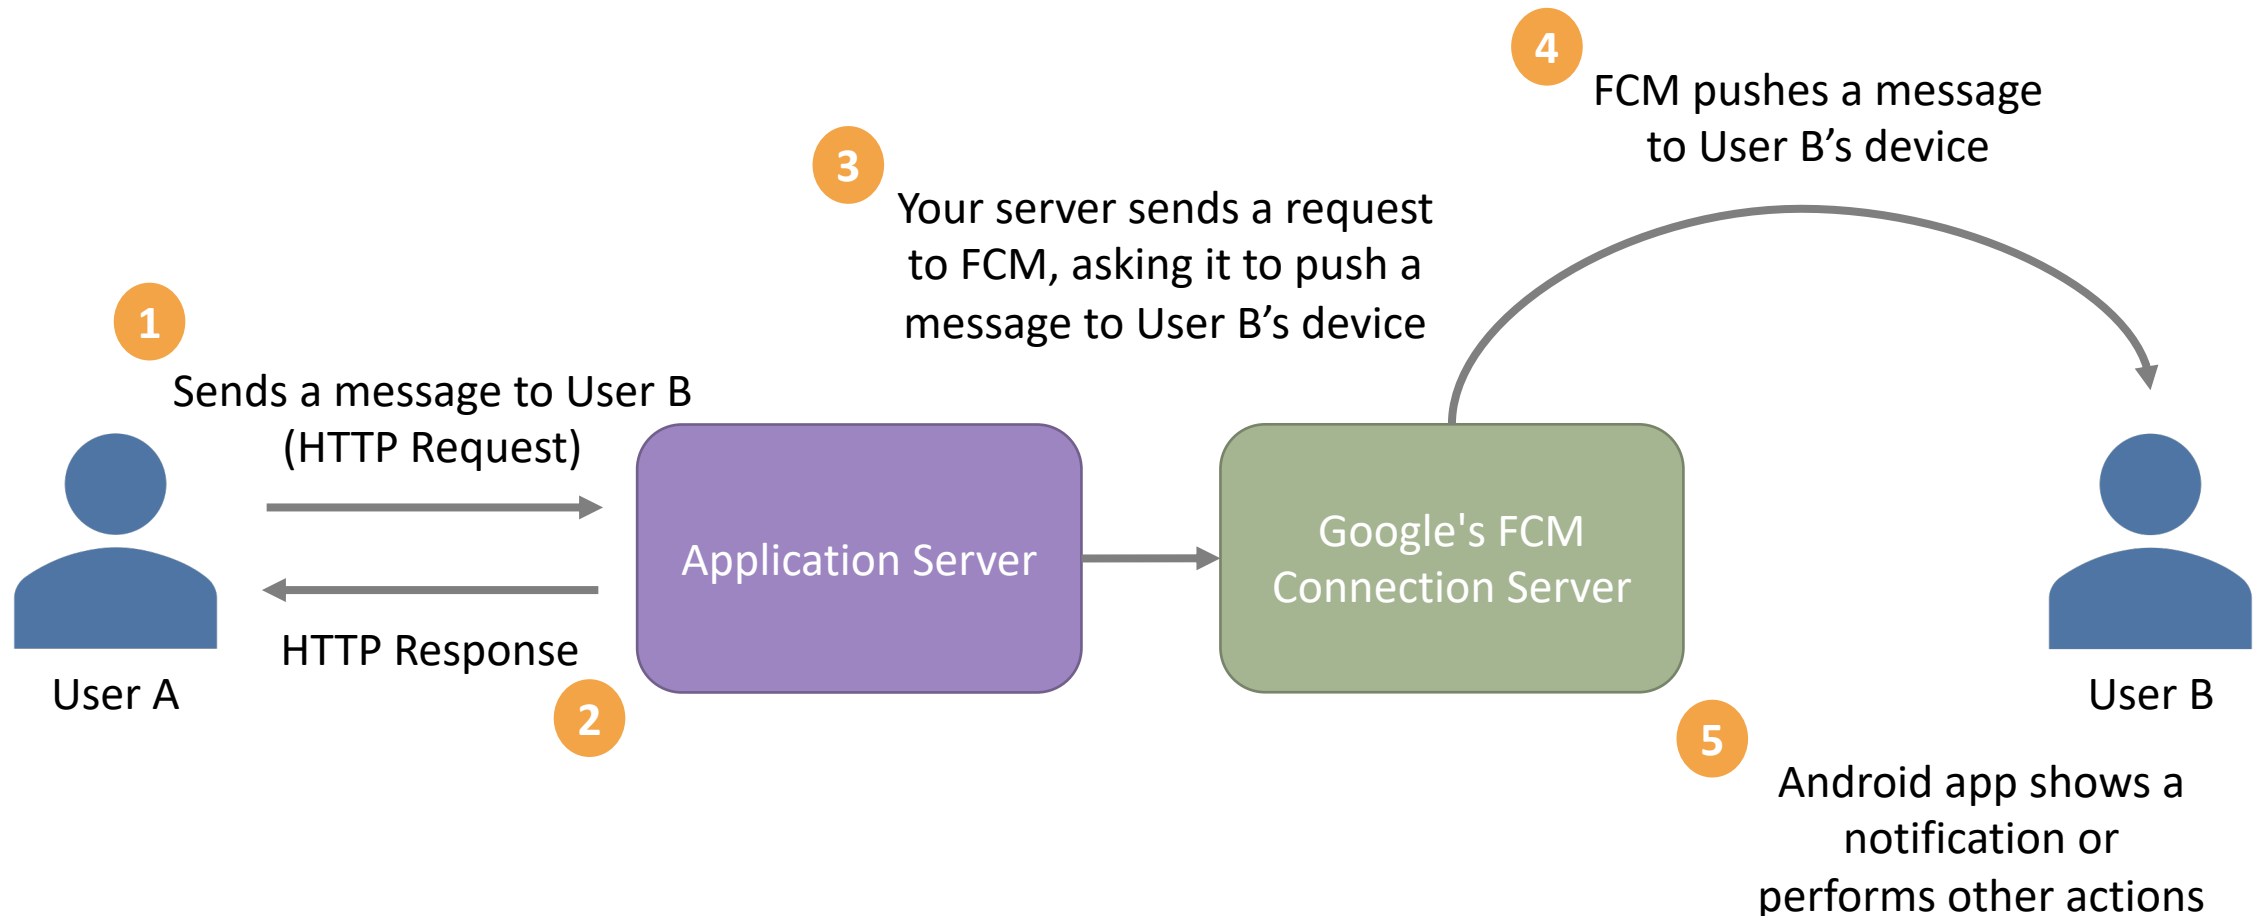 1
Sends a message to User B
(HTTP Request)
User A
HTTP Response
2
Application Server
3
Your server sends a request
to FCM, asking it to push a
message to User B’s device
Google's FCM
Connection Server
4
FCM pushes a message
to User B’s device
User B
5
Android app shows a
notification or
performs other actions